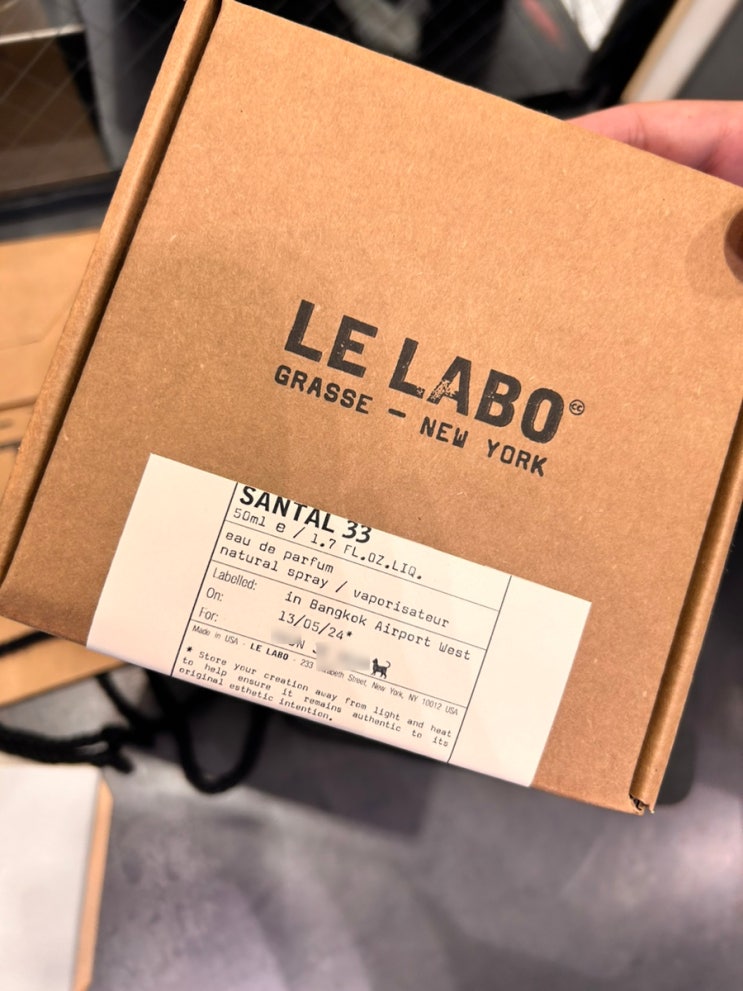 LE LABO
GRASSE — NEW YORK
SANTAL 33
50ml e / 1.7 FL.OZ.LIQ.
eau de parfum
natural spray / vaporisateur
Labelled: in Bangkok Airport West
On: 13/05/24*
For:
Made in USA · LE LABO · 233 Street, New York, NY 10012 USA
* Store your creation away from light and heat
to help ensure it remains authentic to its
original esthetic intention.